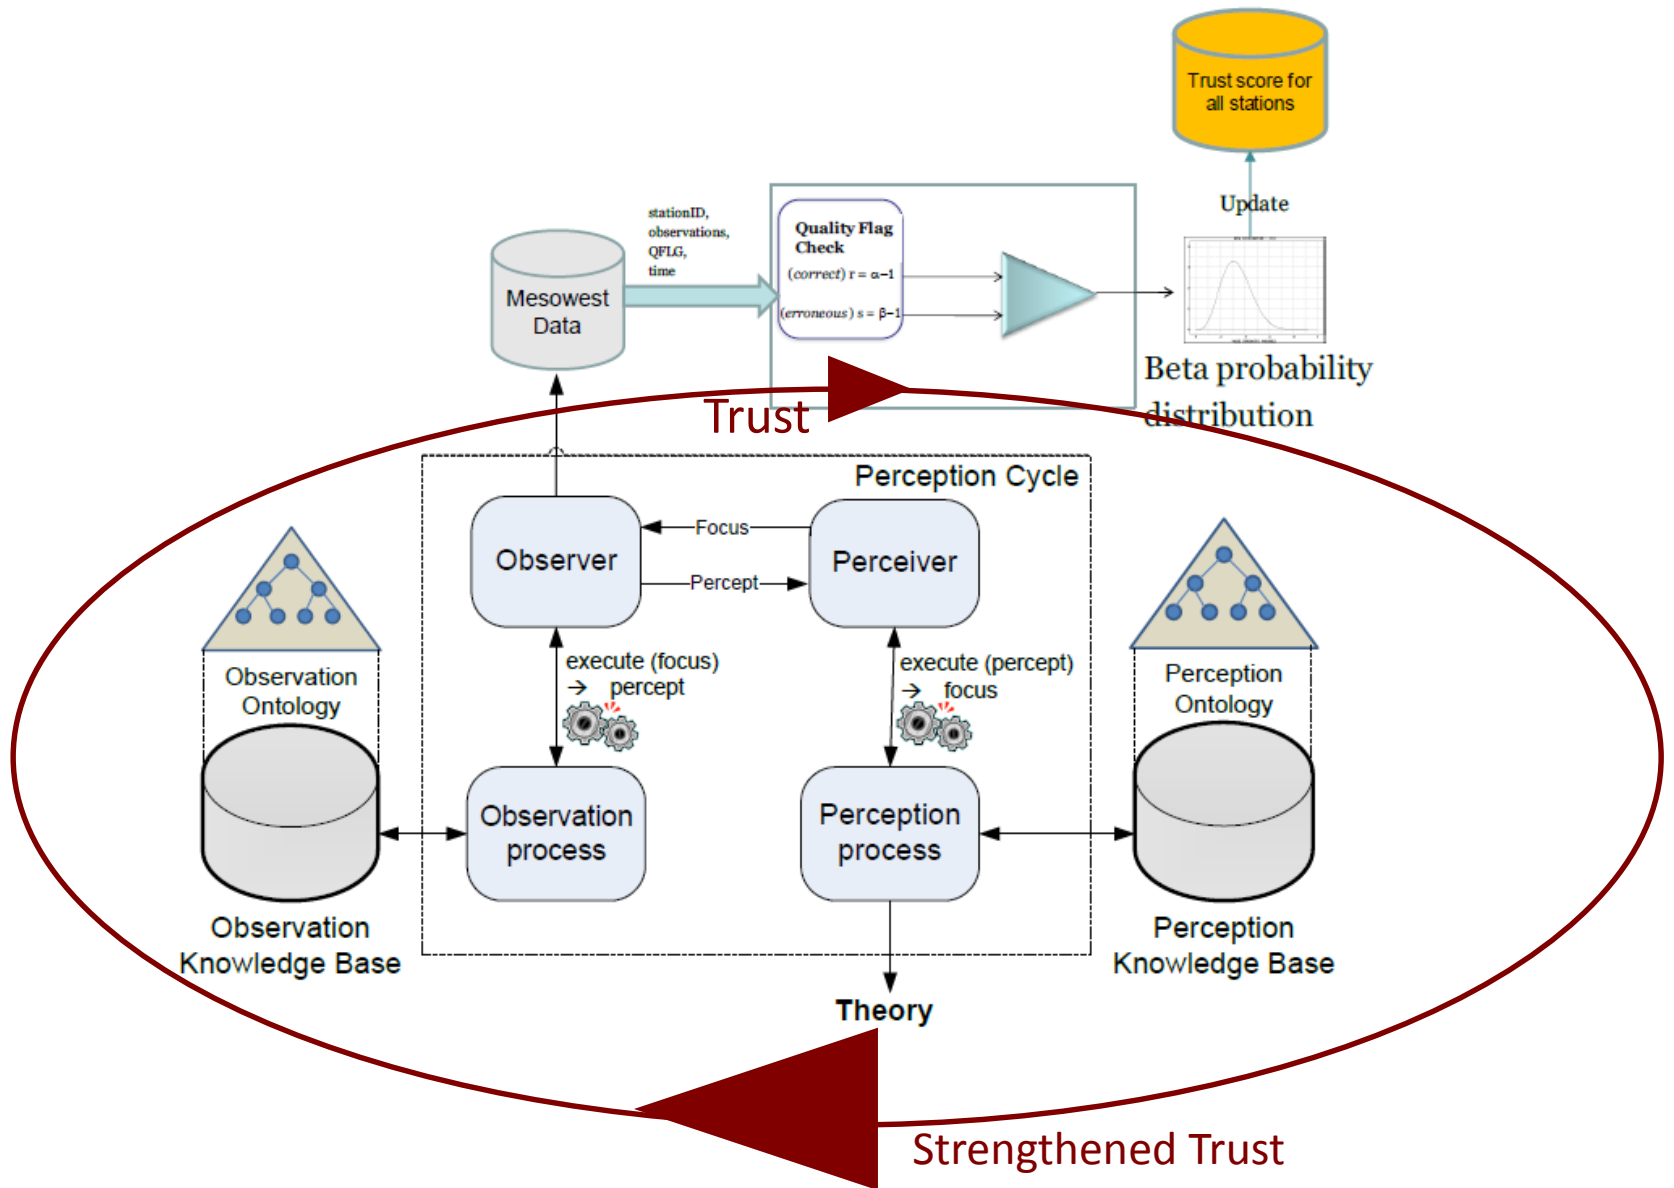 Trust score for
all stations
Update
stationID,
observations,
QFLG,
time
Quality Flag
Check
(correct) r = α−1
(erroneous) s = β−1
Mesowest
Data
Beta probability
distribution
Trust
Perception Cycle
Focus
Observer
Perceiver
Percept
execute (focus)
→ percept
execute (percept)
→ focus
Observation
Ontology
Perception
Ontology
Observation
process
Perception
process
Observation
Knowledge Base
Perception
Knowledge Base
Theory
Strengthened Trust